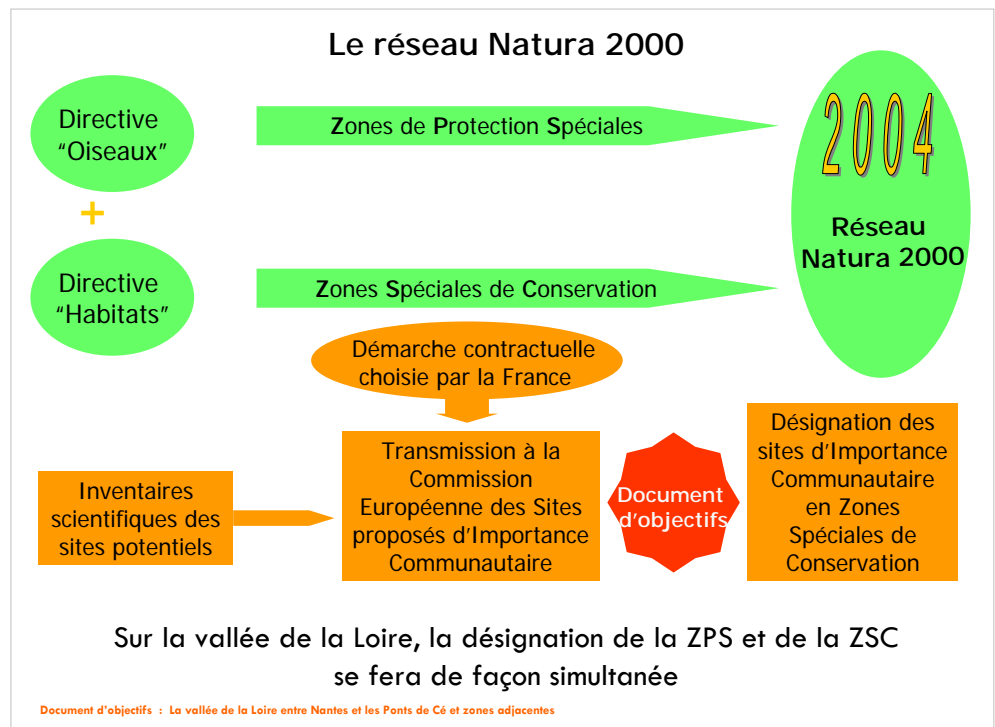 Le réseau Natura 2000
Directive
"Oiseaux"
Zones de Protection Spéciales
2004
Réseau
Natura 2000
+
Directive
"Habitats"
Zones Spéciales de Conservation
Démarche contractuelle
choisie par la France
Inventaires
scientifiques des
sites potentiels
Transmission à la
Commission
Européenne des Sites
proposés d'Importance
Communautaire
Document
d'objectifs
Désignation des
sites d'Importance
Communautaire
en Zones
Spéciales de
Conservation
Sur la vallée de la Loire, la désignation de la ZPS et de la ZSC
se fera de façon simultanée
Document d'objectifs : La vallée de la Loire entre Nantes et les Ponts de Cé et zones adjacentes